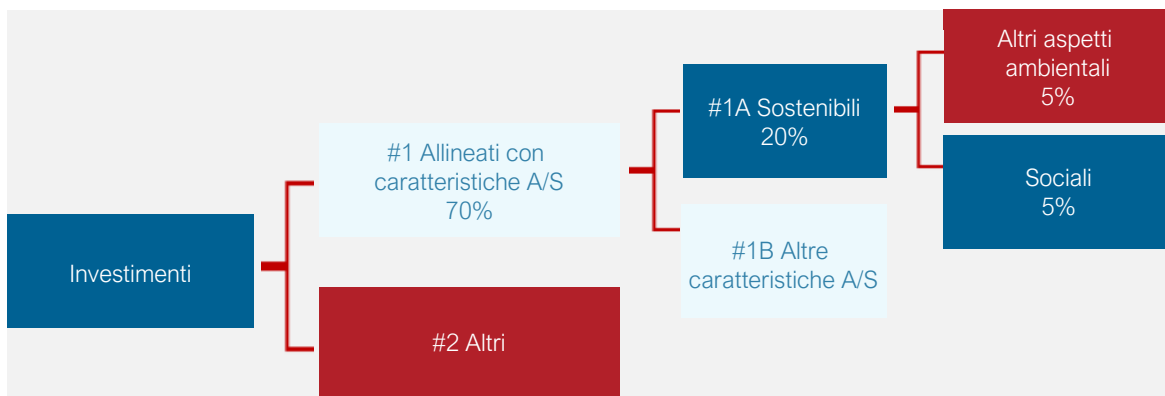 Investimenti
#1 Allineati con
caratteristiche A/S
70%
#2 Altri
#1A Sostenibili
20%
#1B Altre
caratteristiche A/S
Altri aspetti
ambientali
5%
Sociali
5%